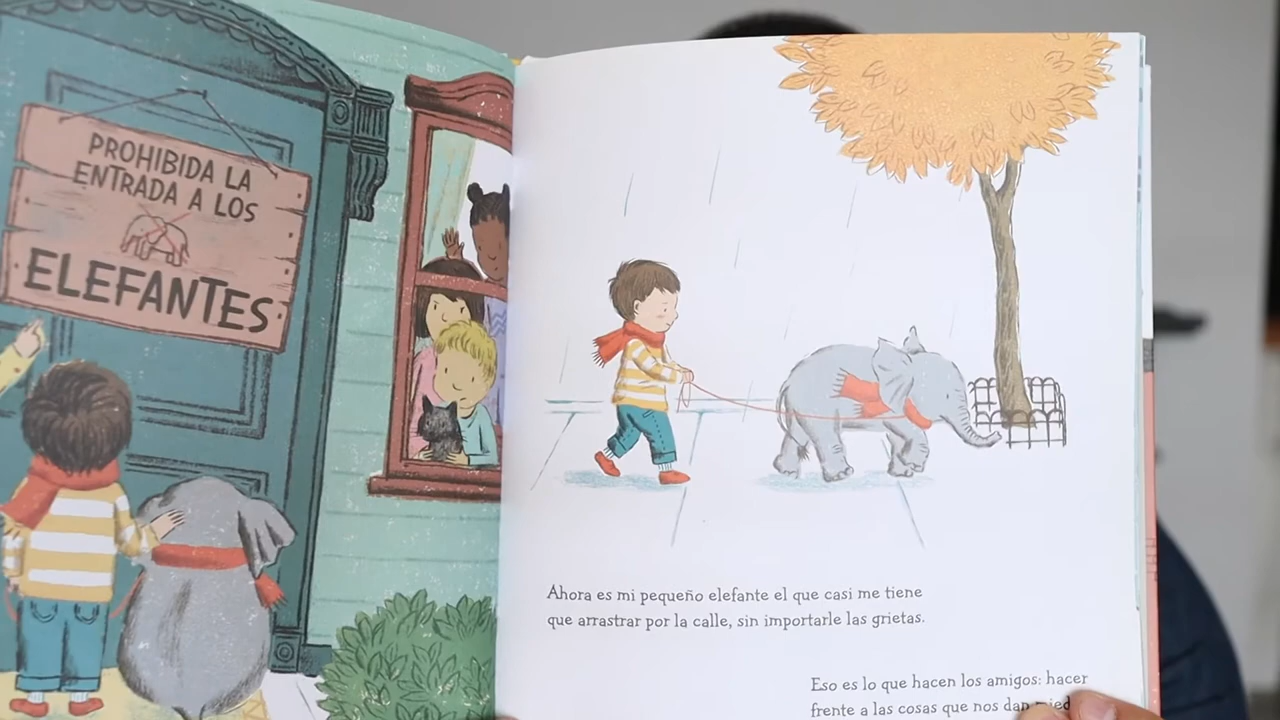 PROHIBIDA LA
ENTRADA A LOS
ELEFANTES
Ahora es mi pequeño elefante el que casi me tiene
que arrastrar por la calle, sin importarle las grietas.
Eso es lo que hacen los amigos: hacer
frente a las cosas que nos dan